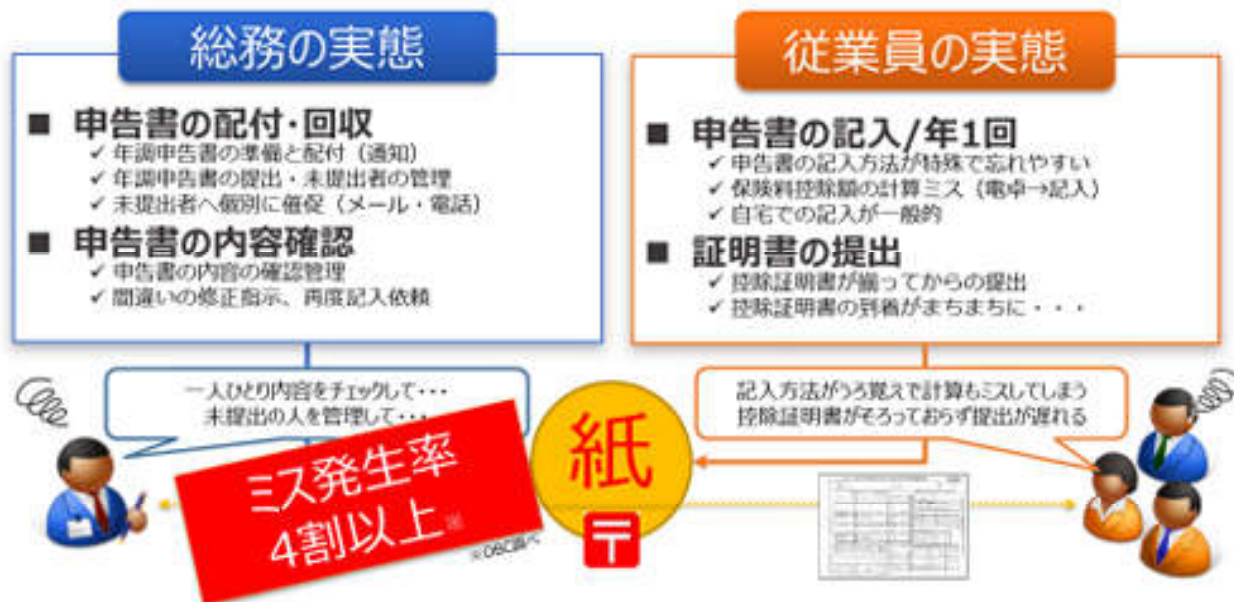 総務の実態
■ 申告書の配付・回収
✓ 年調申告書の準備と配付（通知）
✓ 年調申告書の提出・未提出者の管理
✓ 未提出者へ個別に催促（メール・電話）
■ 申告書の内容確認
✓ 申告書の内容の確認管理
✓ 間違いの修正指示、再度記入依頼
従業員の実態
■ 申告書の記入/年1回
✓ 申告書の記入方法が特殊で忘れやすい
✓ 保険料控除額の計算ミス（電卓→記入）
✓ 自宅での記入が一般的
■ 証明書の提出
✓ 控除証明書が揃ってからの提出
✓ 控除証明書の到着がまちまちに・・・
一人ひとり内容をチェックして・・・
未提出の人を管理して・・・
記入方法がうろ覚えで計算もミスしてしまう
控除証明書がそろっておらず提出が遅れる
ミス発生率
4割以上※
※OBC調べ
紙
〒